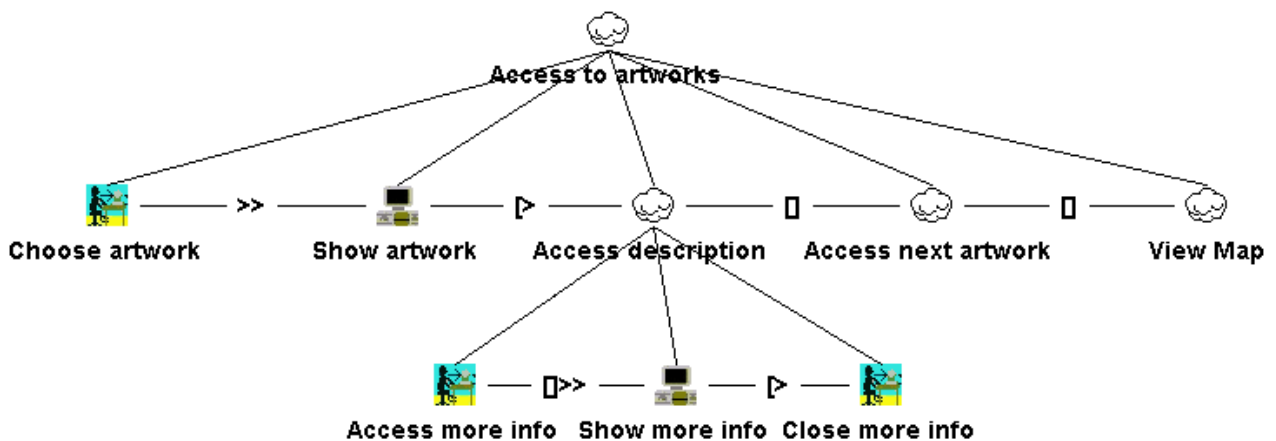 Access to artworks
>> [> [] []
Choose artwork Show artwork Access description Access next artwork View Map
[]>> [>
Access more info Show more info Close more info